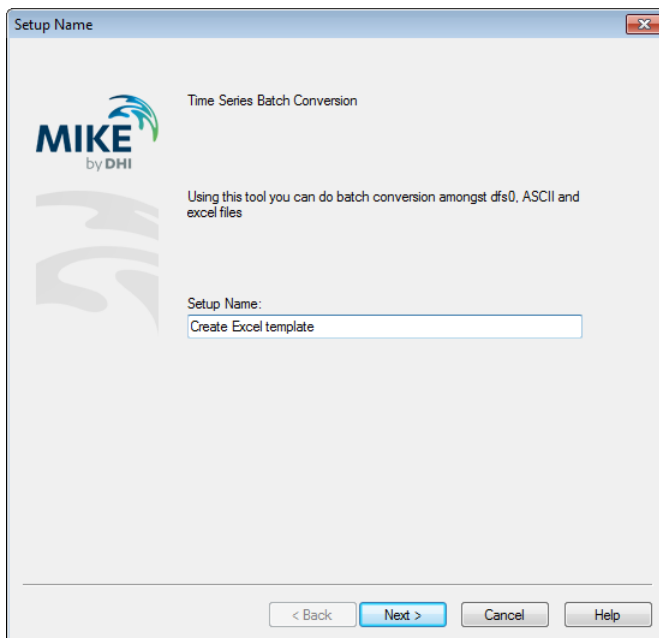 Setup Name
Time Series Batch Conversion
MIKE
by DHI
Using this tool you can do batch conversion amongst dfs0, ASCII and
excel files
Setup Name:
Create Excel template
< Back
Next >
Cancel
Help